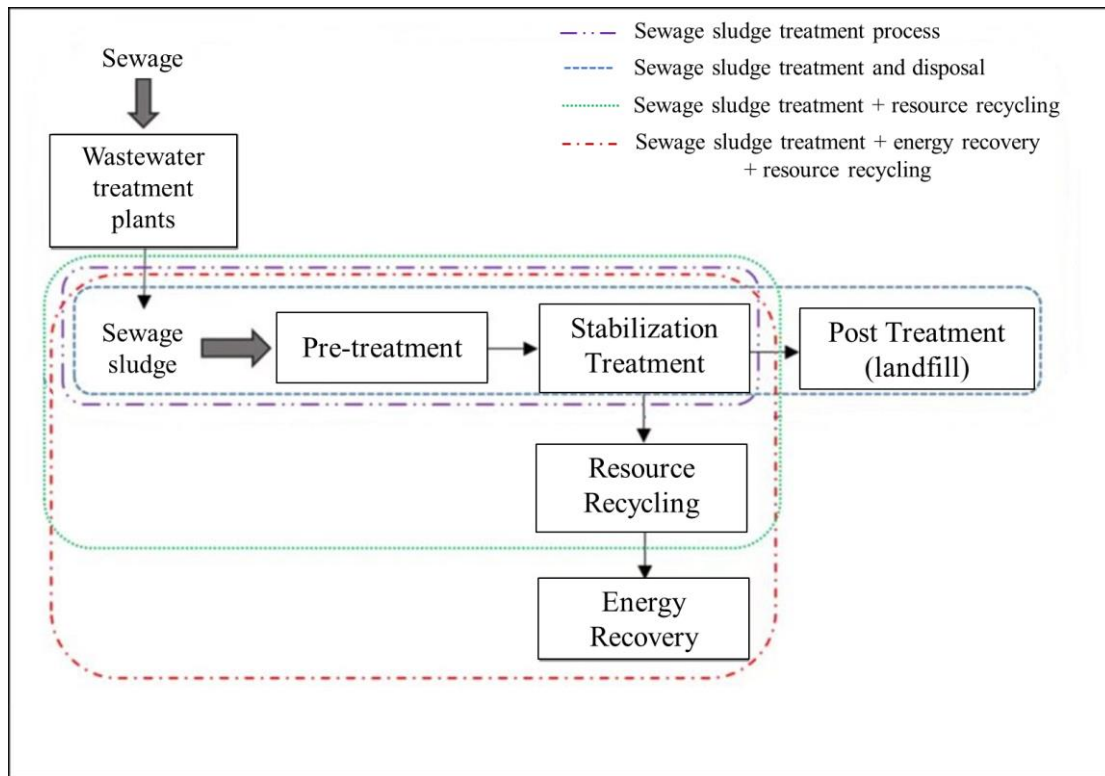 Sewage
Sewage sludge treatment process
Sewage sludge treatment and disposal
Sewage sludge treatment + resource recycling
Sewage sludge treatment + energy recovery
+ resource recycling
Wastewater
treatment
plants
Sewage
sludge
Pre-treatment
Stabilization
Treatment
Post Treatment
(landfill)
Resource
Recycling
Energy
Recovery